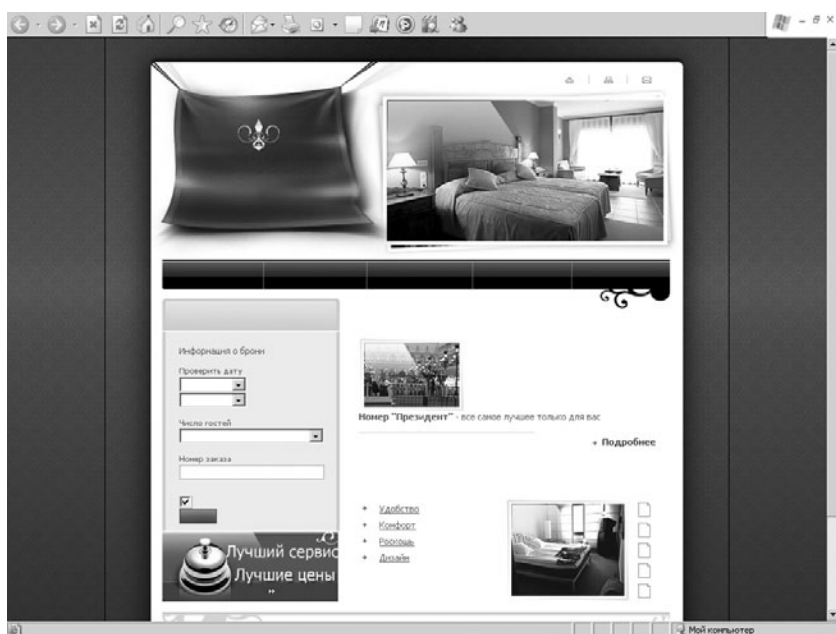 Информация о брони
Проверить дату
Число гостей
Номер заказа
Лучший сервис
Лучшие цены
„
Номер "Президент" - все самое лучшее только для вас
+ Подробнее
Удобство
Комфорт
Роскошь
Дизайн
Мой компьютер